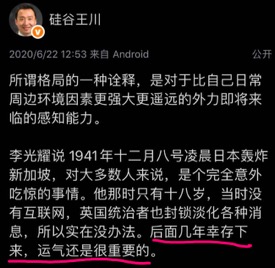 硅谷王川
2020/6/22 12:53 来自 Android
公开
所谓格局的一种诠释，是对于比自己日常
周边环境因素更强大更遥远的外力即将来
临的感知能力。
李光耀说 1941年十二月八号凌晨日本轰炸
新加坡，对大多数人来说，是个完全意外
吃惊的事情。他那时只有十八岁，当时没
有互联网，英国统治者也封锁淡化各种消
息，所以实在没办法。后面几年幸存下
来，运气还是很重要的。